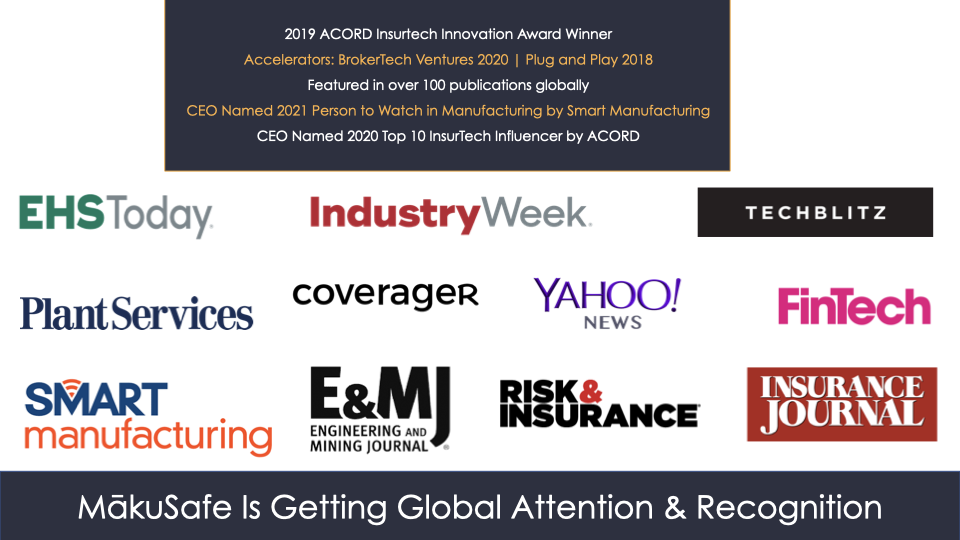 2019 ACORD Insurtech Innovation Award Winner
Accelerators: BrokerTech Ventures 2020 | Plug and Play 2018
Featured in over 100 publications globally
CEO Named 2021 Person to Watch in Manufacturing by Smart Manufacturing
CEO Named 2020 Top 10 InsurTech Influencer by ACORD
EHSToday®
IndustryWeek®
TECHBLITZ
PlantServices
coverageR
YAHOO!
NEWS
FinTech
SMART
manufacturing
E&MJ
ENGINEERING AND
MINING JOURNAL®
RISK&
INSURANCE
INSURANCE
JOURNAL
MākuSafe Is Getting Global Attention & Recognition